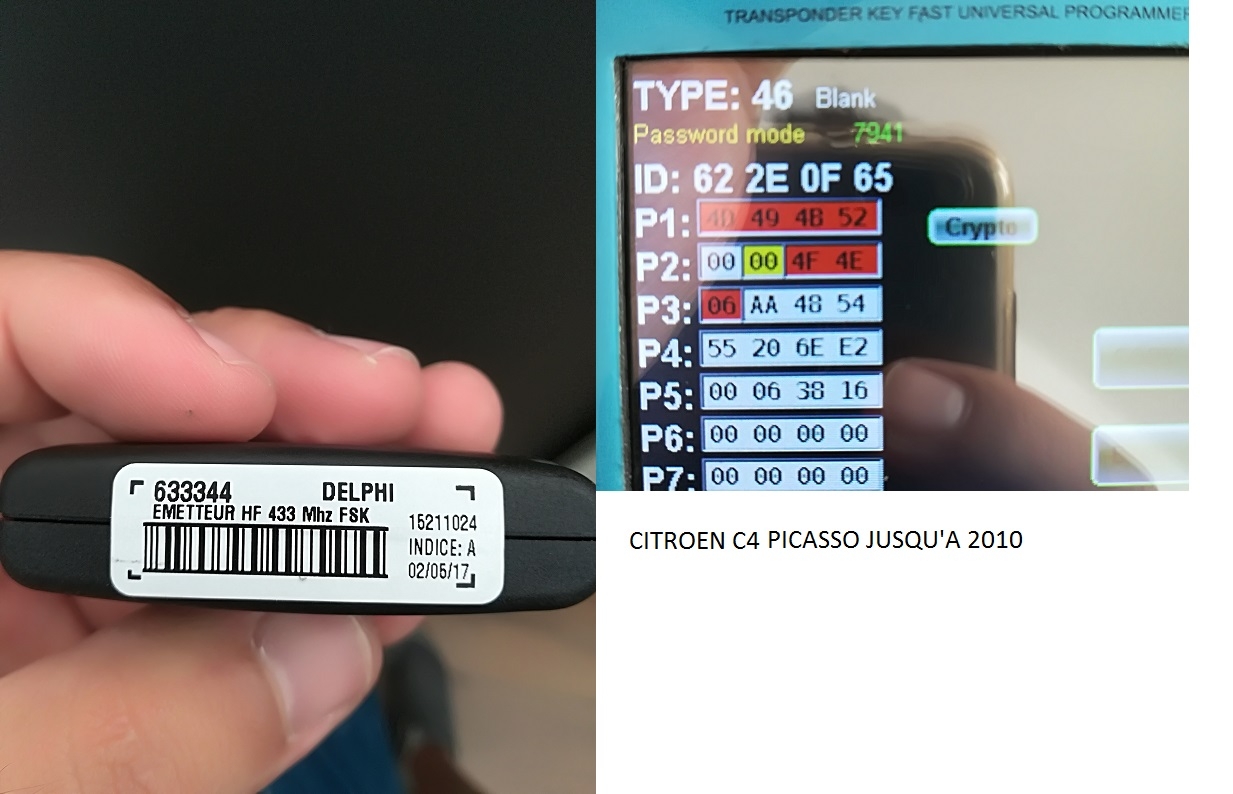 633344 DELPHI
EMETTEUR HF 433 Mhz FSK
15211024
INDICE: A
02/05/17
TRANSPONDER KEY FAST UNIVERSAL PROGRAMMER
TYPE: 46 Blank
Password mode 7941
ID: 62 2E 0F 65
P1: 4D 49 4B 52
Crypto
P2: 00 00 4F 4E
P3: 06 AA 48 54
P4: 55 20 6E E2
P5: 00 06 38 16
P6: 00 00 00 00
P7: 00 00 00 00
CITROEN C4 PICASSO JUSQU'A 2010